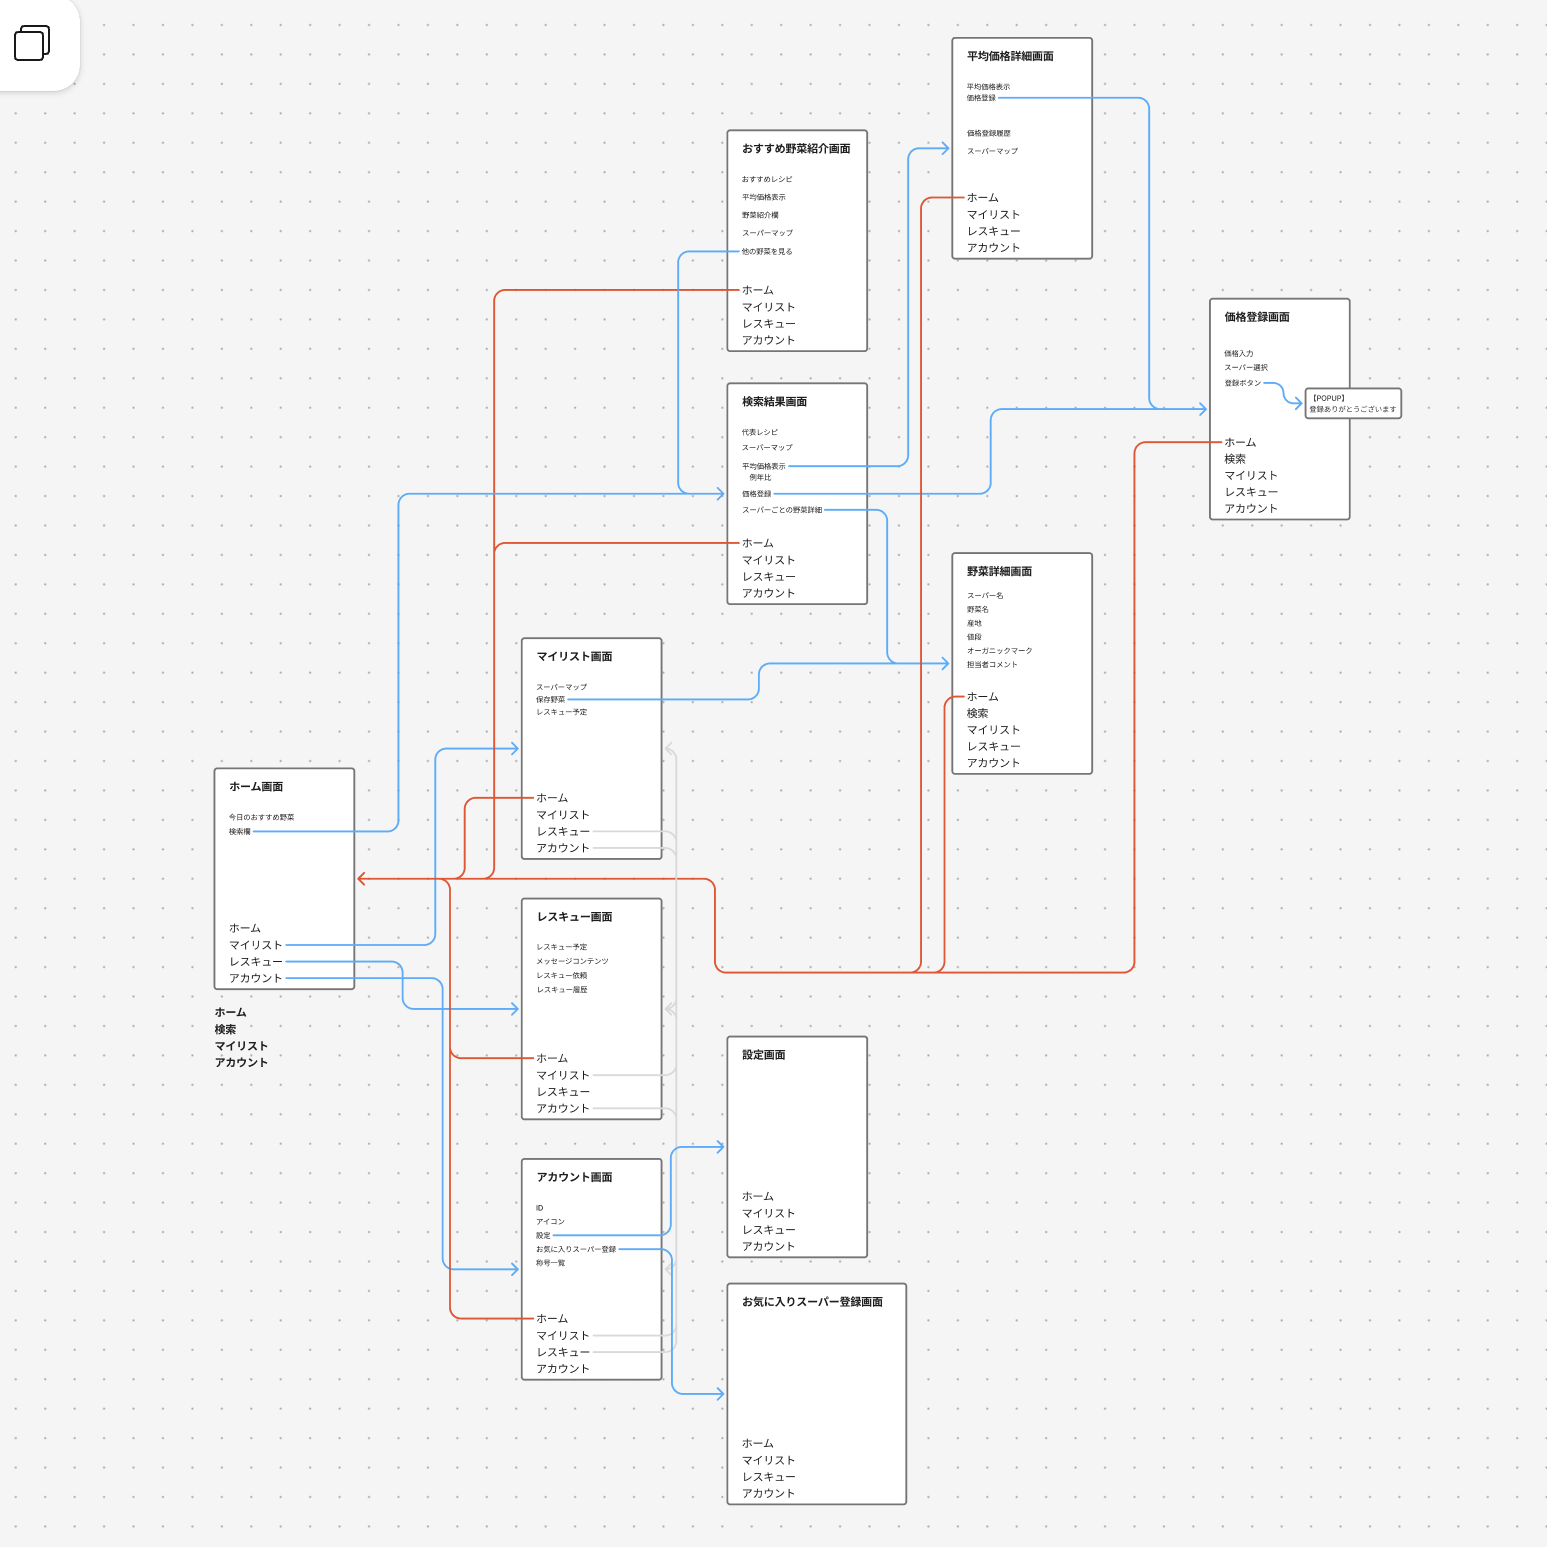 平均価格詳細画面
平均価格表示
価格登録
価格登録履歴
スーパーマップ
ホーム
マイリスト
レスキュー
アカウント
おすすめ野菜紹介画面
おすすめレシピ
平均価格表示
野菜紹介欄
スーパーマップ
他の野菜を見る
ホーム
マイリスト
レスキュー
アカウント
価格登録画面
価格入力
スーパー選択
登録ボタン
【POPUP】
登録ありがとうございます
ホーム
検索
マイリスト
レスキュー
アカウント
検索結果画面
代表レシピ
スーパーマップ
平均価格表示
例年比
価格登録
スーパーごとの野菜詳細
ホーム
マイリスト
レスキュー
アカウント
野菜詳細画面
スーパー名
野菜名
産地
値段
オーガニックマーク
担当者コメント
ホーム
検索
マイリスト
レスキュー
アカウント
マイリスト画面
スーパーマップ
保存野菜
レスキュー予定
ホーム
マイリスト
レスキュー
アカウント
ホーム画面
今日のおすすめ野菜
検索欄
ホーム
マイリスト
レスキュー
アカウント
ホーム
検索
マイリスト
アカウント
レスキュー画面
レスキュー予定
メッセージコンテンツ
レスキュー依頼
レスキュー履歴
ホーム
マイリスト
レスキュー
アカウント
設定画面
ホーム
マイリスト
レスキュー
アカウント
アカウント画面
ID
アイコン
設定
お気に入りスーパー登録
称号一覧
ホーム
マイリスト
レスキュー
アカウント
お気に入りスーパー登録画面
ホーム
マイリスト
レスキュー
アカウント